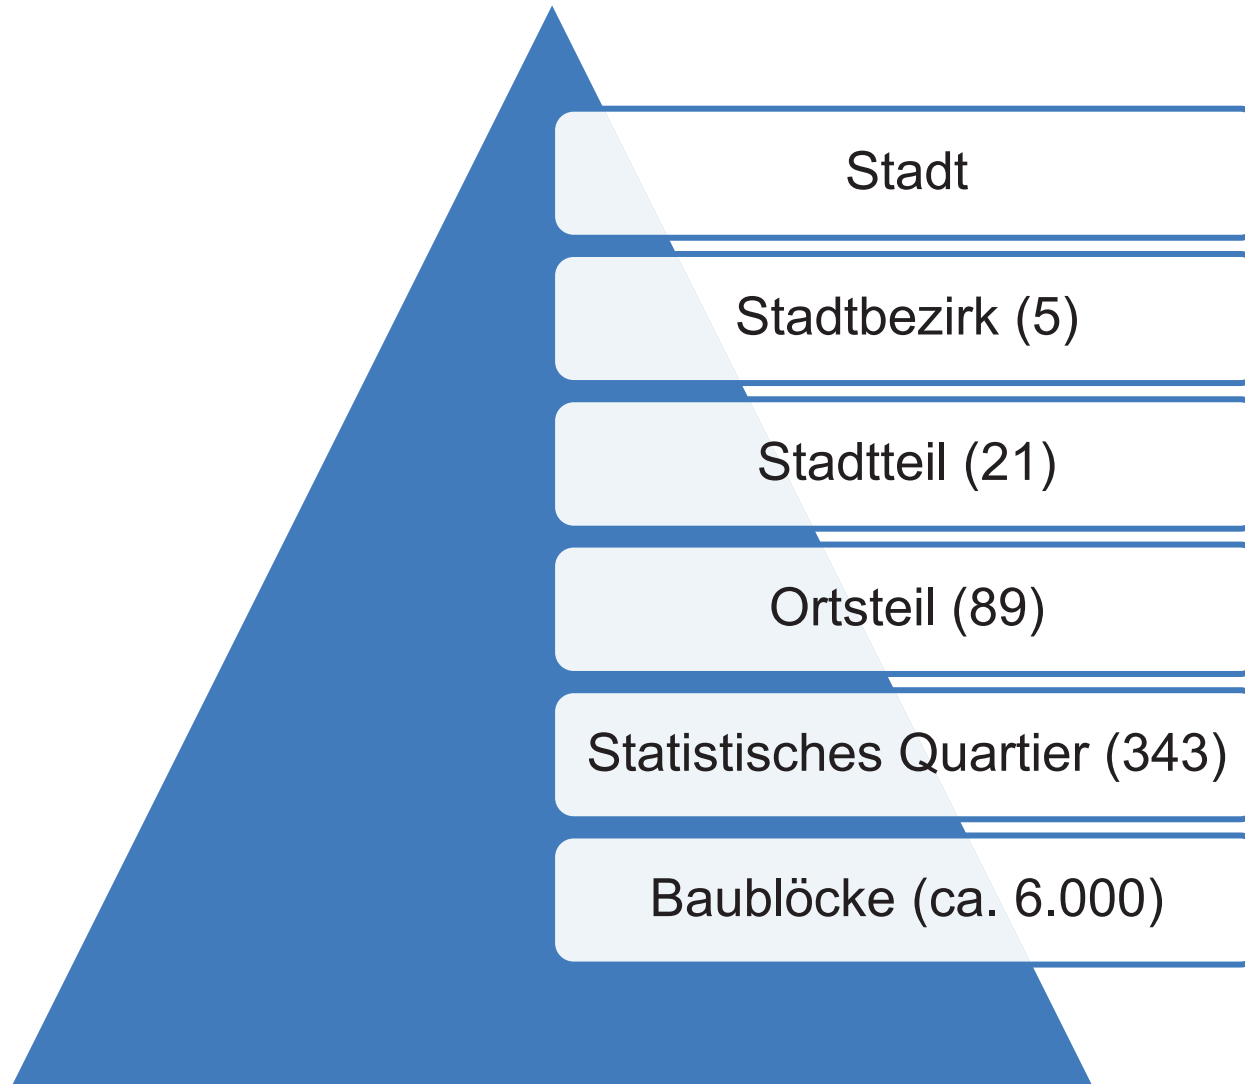 Stadt
Stadtbezirk (5)
Stadtteil (21)
Ortsteil (89)
Statistisches Quartier (343)
Baublöcke (ca. 6.000)